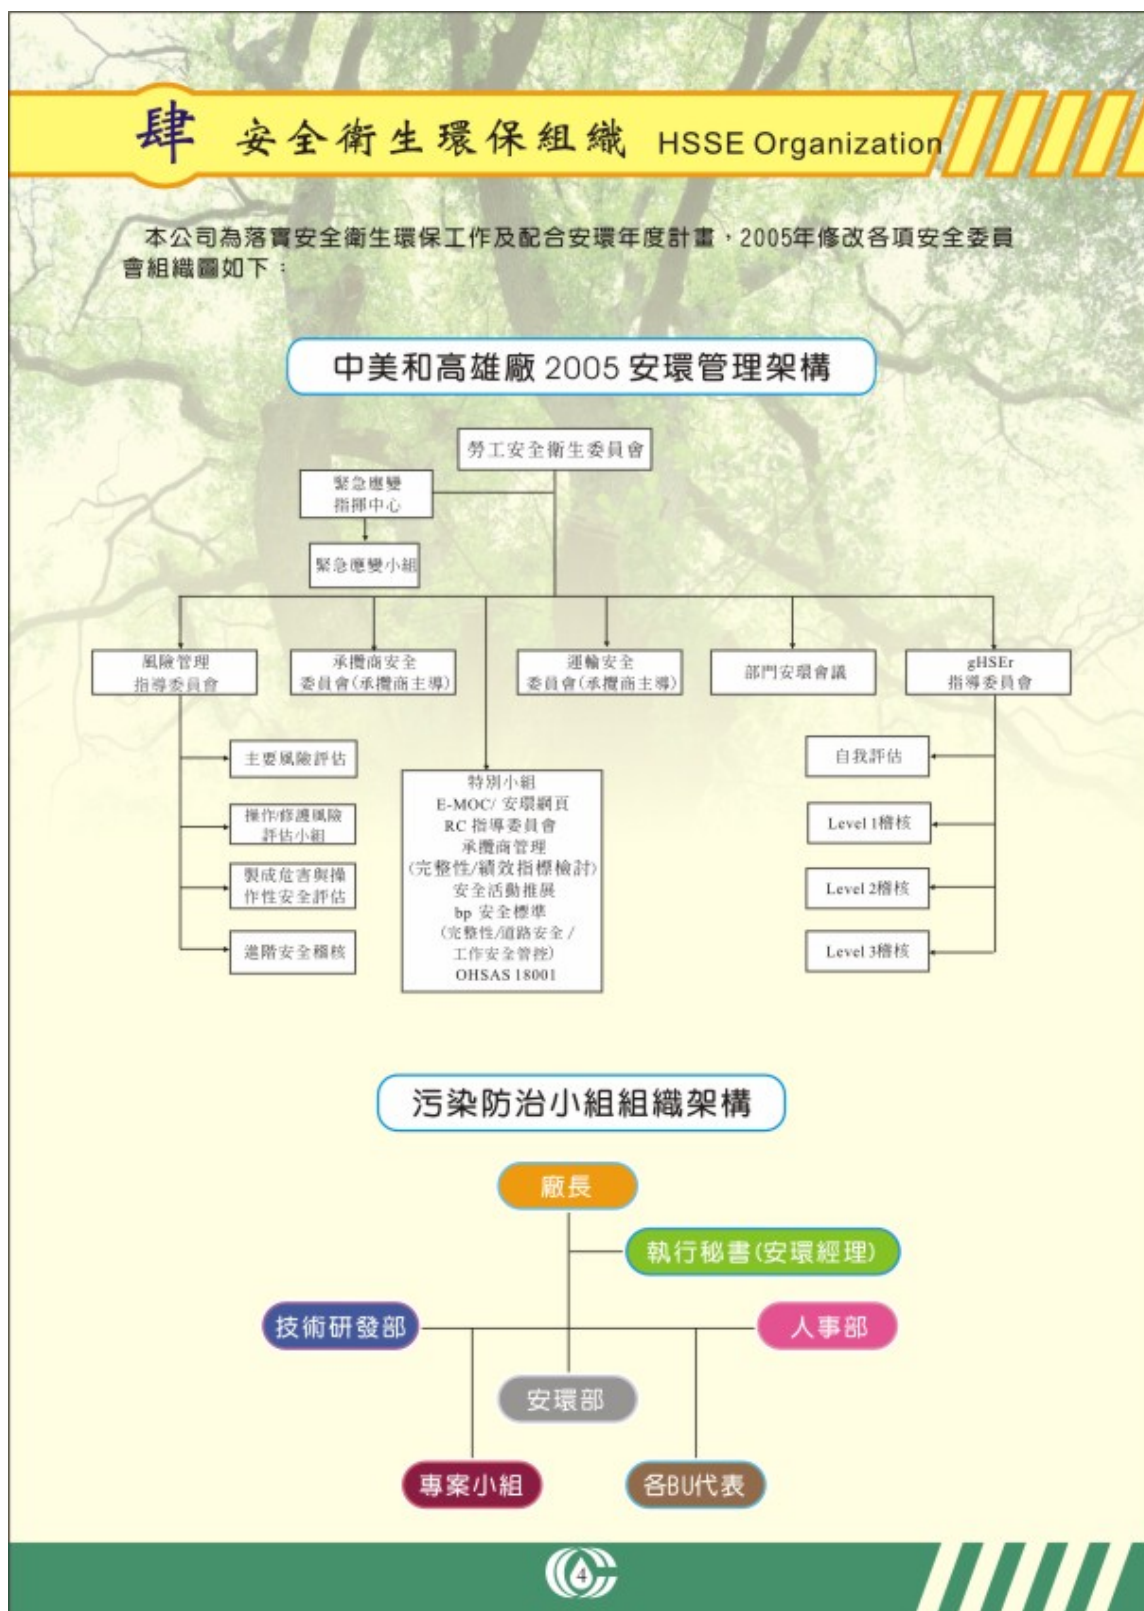 肆 安全衛生環保組織 HSSE Organization
本公司為落實安全衛生環保工作及配合安環年度計畫，2005年修改各項安全委員
會組織圖如下：
中美和高雄廠 2005 安環管理架構
勞工安全衛生委員會
緊急應變
指揮中心
緊急應變小組
風險管理
指導委員會
承攬商安全
委員會(承攬商主導)
運輸安全
委員會(承攬商主導)
部門安環會議
gHSEr
指導委員會
主要風險評估
操作/修護風險
評估小組
製成危害與操
作性安全評估
進階安全稽核
特別小組
E-MOC/ 安環網頁
RC 指導委員會
承攬商管理
(完整性/績效指標檢討)
安全活動推展
bp 安全標準
(完整性/道路安全 /
工作安全管控)
OHSAS 18001
自我評估
Level 1稽核
Level 2稽核
Level 3稽核
污染防治小組組織架構
廠長
執行秘書(安環經理)
技術研發部
人事部
安環部
專案小組
各BU代表
4